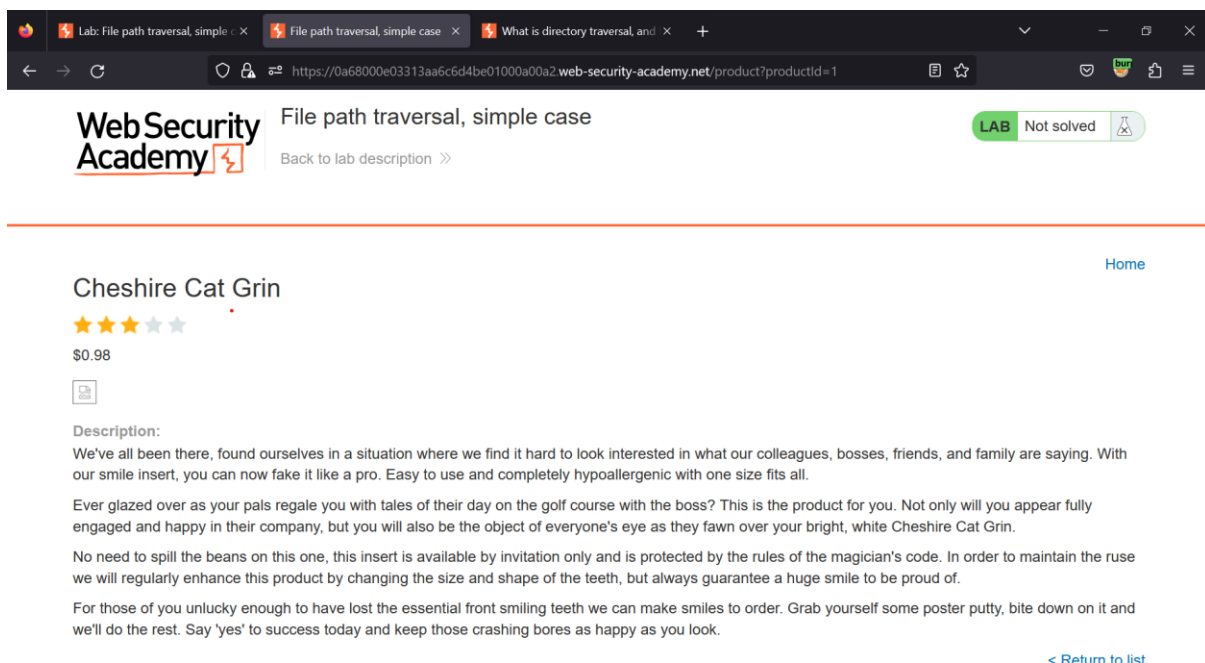 Lab: File path traversal, simple c
File path traversal, simple case
What is directory traversal, and
https://0a68000e03313aa6c6d4be01000a00a2.web-security-academy.net/product?productId=1
bur
WebSecurity
Academy
File path traversal, simple case
Back to lab description
LAB Not solved
Home
Cheshire Cat Grin
$0.98
Description:
We've all been there, found ourselves in a situation where we find it hard to look interested in what our colleagues, bosses, friends, and family are saying. With
our smile insert, you can now fake it like a pro. Easy to use and completely hypoallergenic with one size fits all.
Ever glazed over as your pals regale you with tales of their day on the golf course with the boss? This is the product for you. Not only will you appear fully
engaged and happy in their company, but you will also be the object of everyone's eye as they fawn over your bright, white Cheshire Cat Grin.
No need to spill the beans on this one, this insert is available by invitation only and is protected by the rules of the magician's code. In order to maintain the ruse
we will regularly enhance this product by changing the size and shape of the teeth, but always guarantee a huge smile to be proud of.
For those of you unlucky enough to have lost the essential front smiling teeth we can make smiles to order. Grab yourself some poster putty, bite down on it and
we'll do the rest. Say 'yes' to success today and keep those crashing bores as happy as you look.
< Return to list